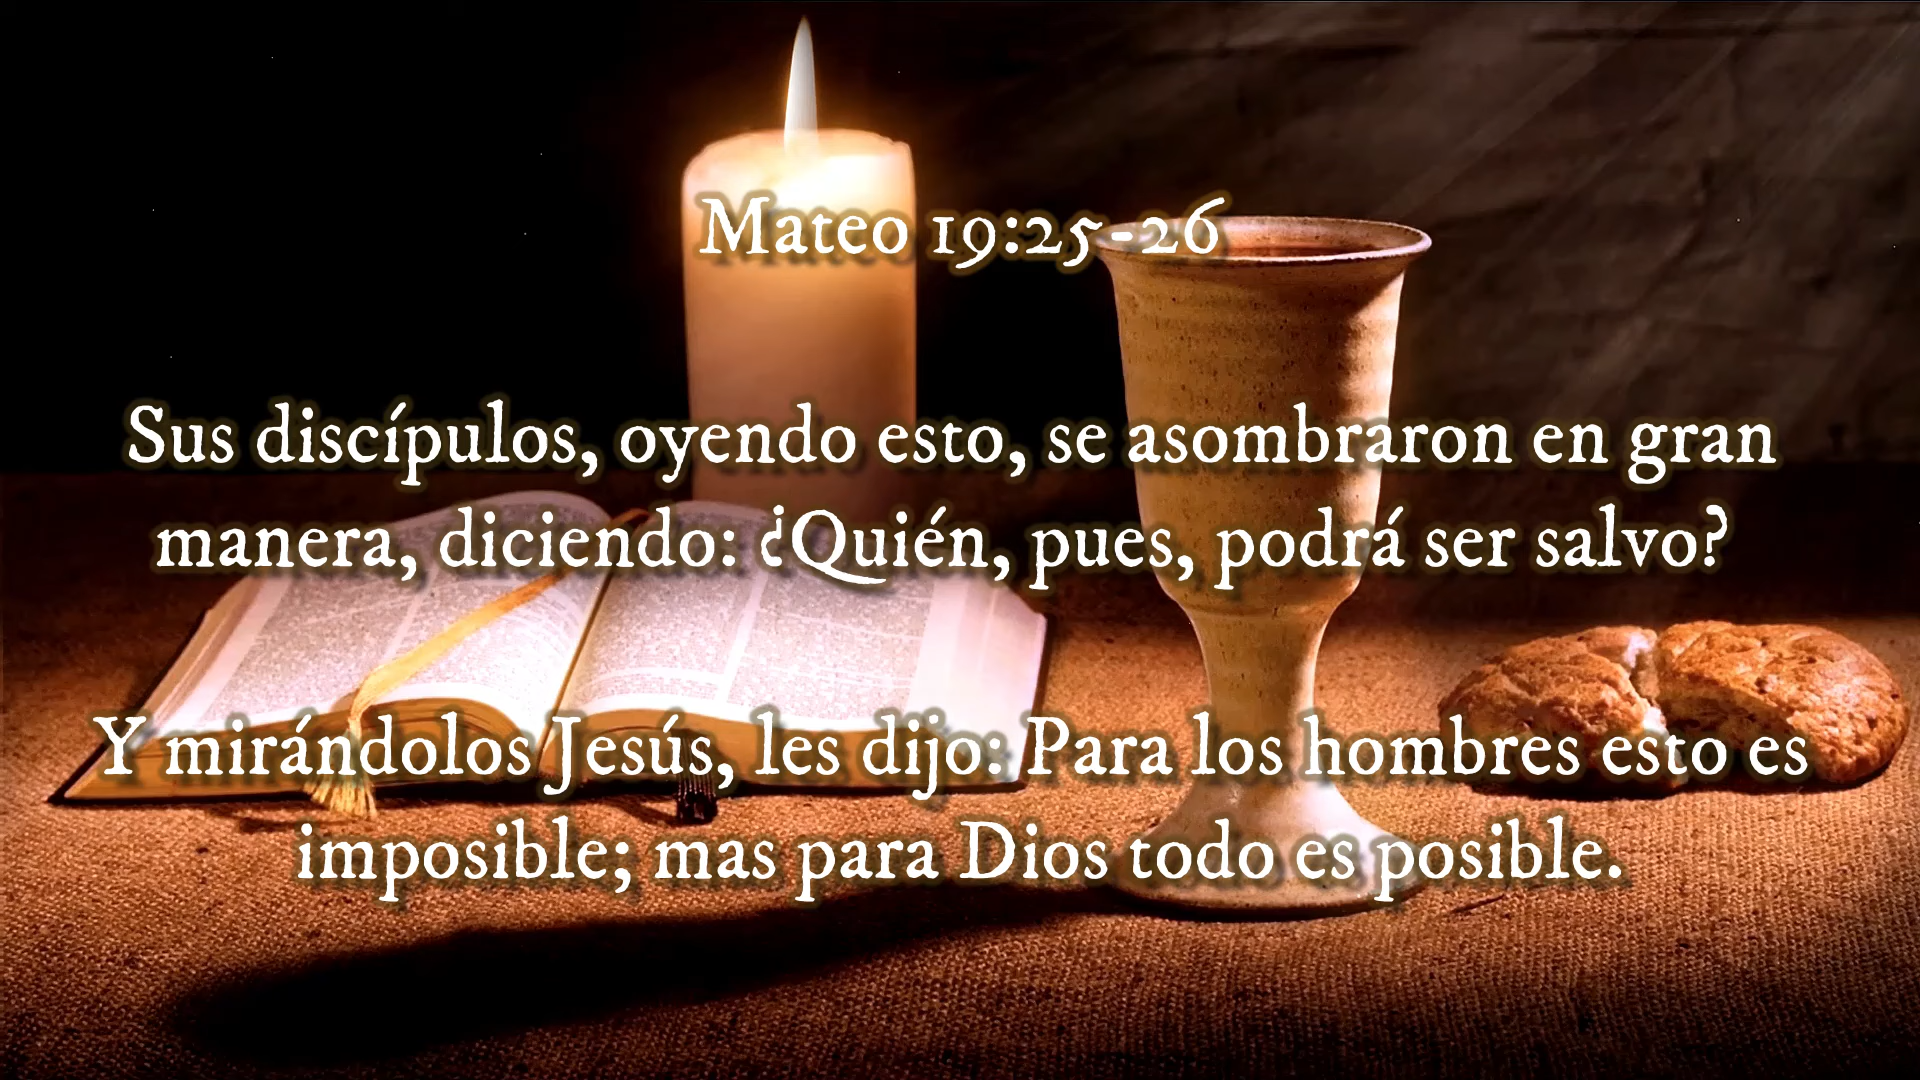 Mateo 19:25-26
Sus discípulos, oyendo esto, se asombraron en gran
manera, diciendo: ¿Quién, pues, podrá ser salvo?
Y mirándolos Jesús, les dijo: Para los hombres esto es
imposible; mas para Dios todo es posible.